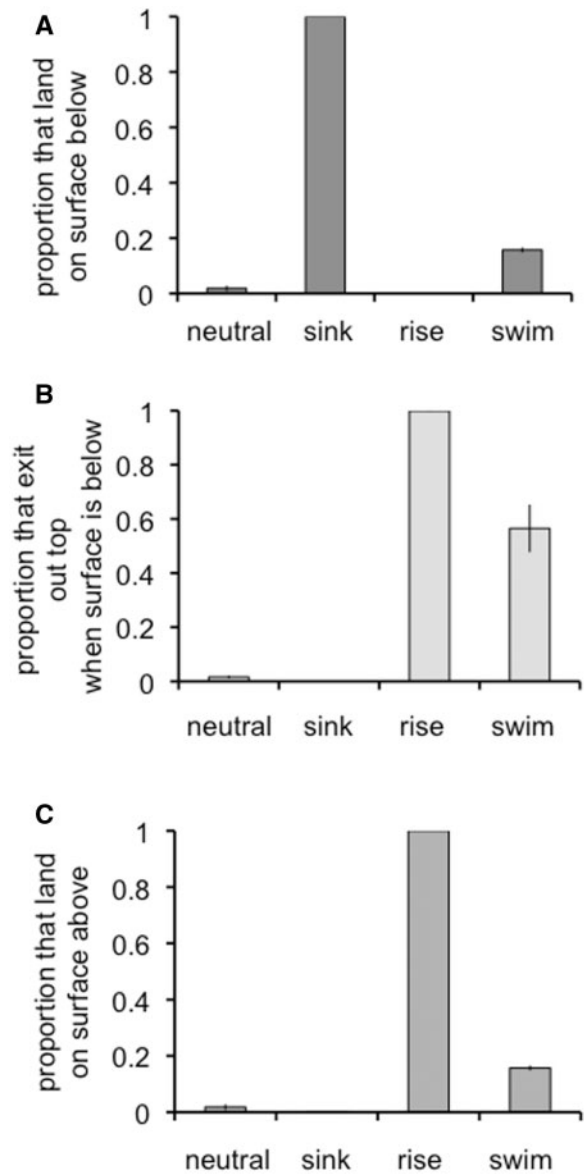 A
proportion that land
on surface below
1
0.8
0.6
0.4
0.2
0
neutral sink rise swim
B
proportion that exit
out top
when surface is below
1
0.8
0.6
0.4
0.2
0
neutral sink rise swim
C
proportion that land
on surface above
1
0.8
0.6
0.4
0.2
0
neutral sink rise swim